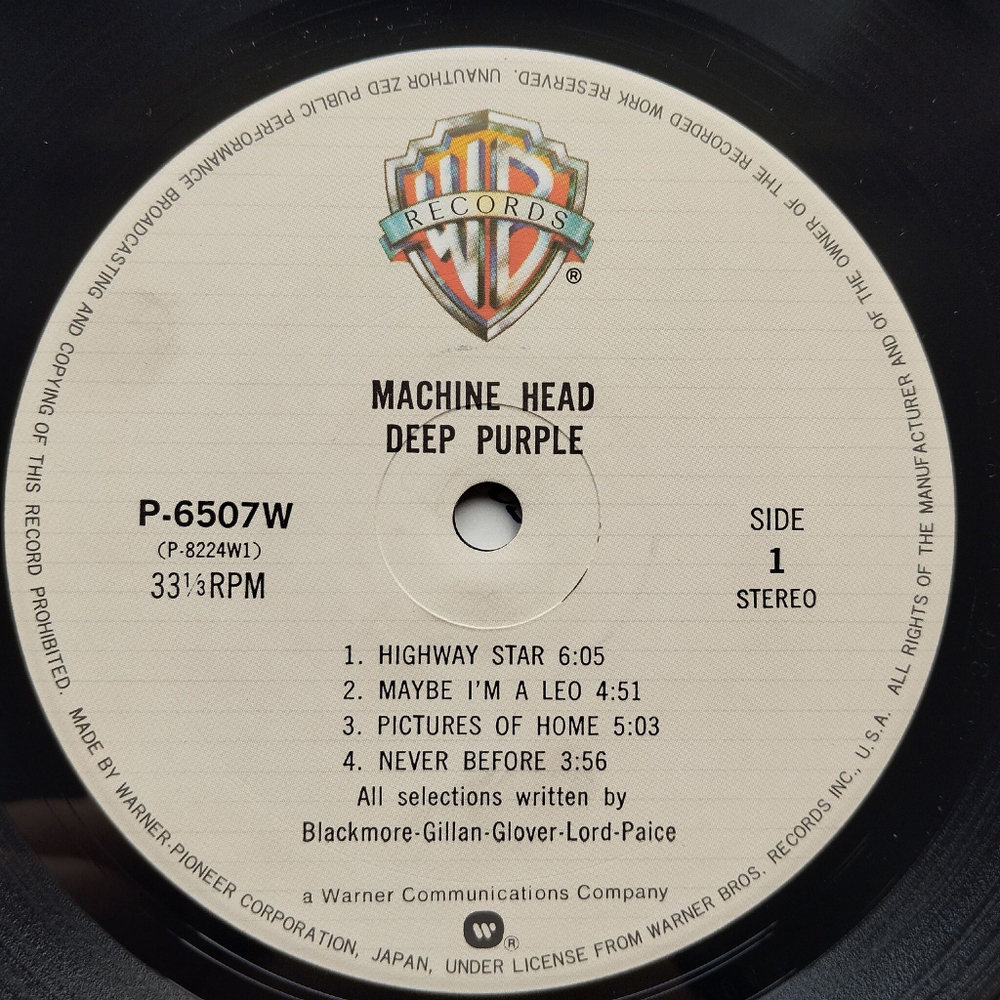 WB
RECORDS
®
MACHINE HEAD
DEEP PURPLE
P-6507W
(P-8224W1)
33⅓RPM
SIDE
1
STEREO
1. HIGHWAY STAR 6:05
2. MAYBE I'M A LEO 4:51
3. PICTURES OF HOME 5:03
4. NEVER BEFORE 3:56
All selections written by
Blackmore-Gillan-Glover-Lord-Paice
a Warner Communications Company
W
®
MADE BY WARNER-PIONEER CORPORATION, JAPAN, UNDER LICENSE FROM WARNER BROS. RECORDS INC., U.S.A. ALL RIGHTS OF THE MANUFACTURER AND OF THE OWNER OF THE RECORDED WORK RESERVED. UNAUTHOR ZED PUBLIC PERFORMANCE BROADCASTING AND COPYING OF THIS RECORD PROHIBITED.